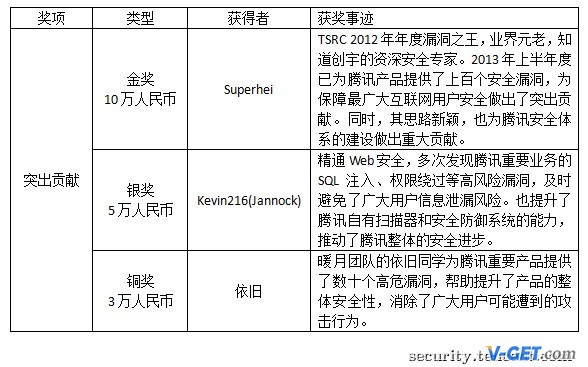 奖项 类型 获得者 获奖事迹
突出贡献
金奖
10万人民币
Superhei
TSRC 2012年年度漏洞之王，业界元老，知
道创宇的资深安全专家。2013年上半年度
已为腾讯产品提供了上百个安全漏洞，为
保障最广大互联网用户安全做出了突出贡
献。同时，其思路新颖，也为腾讯安全体
系的建设做出重大贡献。
银奖
5万人民币
Kevin216(Jannock)
精通Web安全，多次发现腾讯重要业务的
SQL 注入、权限绕过等高风险漏洞，及时
避免了广大用户信息泄漏风险。也提升了
腾讯自有扫描器和安全防御系统的能力，
推动了腾讯整体的安全进步。
铜奖
3万人民币
依旧
暖月团队的依旧同学为腾讯重要产品提供
了数十个高危漏洞，帮助提升了产品的整
体安全性，消除了广大用户可能遭到的攻
击行为。
V-GET.com